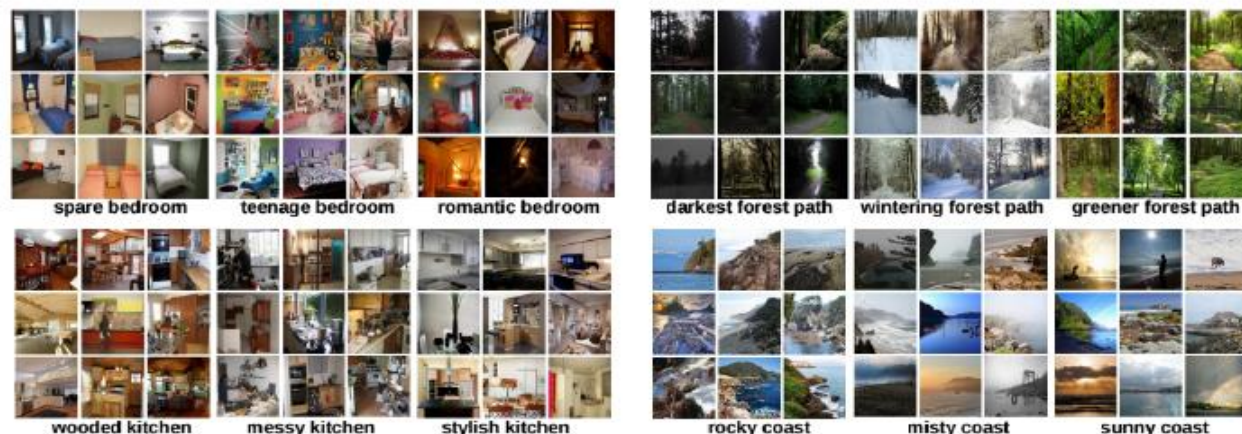 spare bedroom teenage bedroom romantic bedroom darkest forest path wintering forest path greener forest path
wooded kitchen messy kitchen stylish kitchen rocky coast misty coast sunny coast